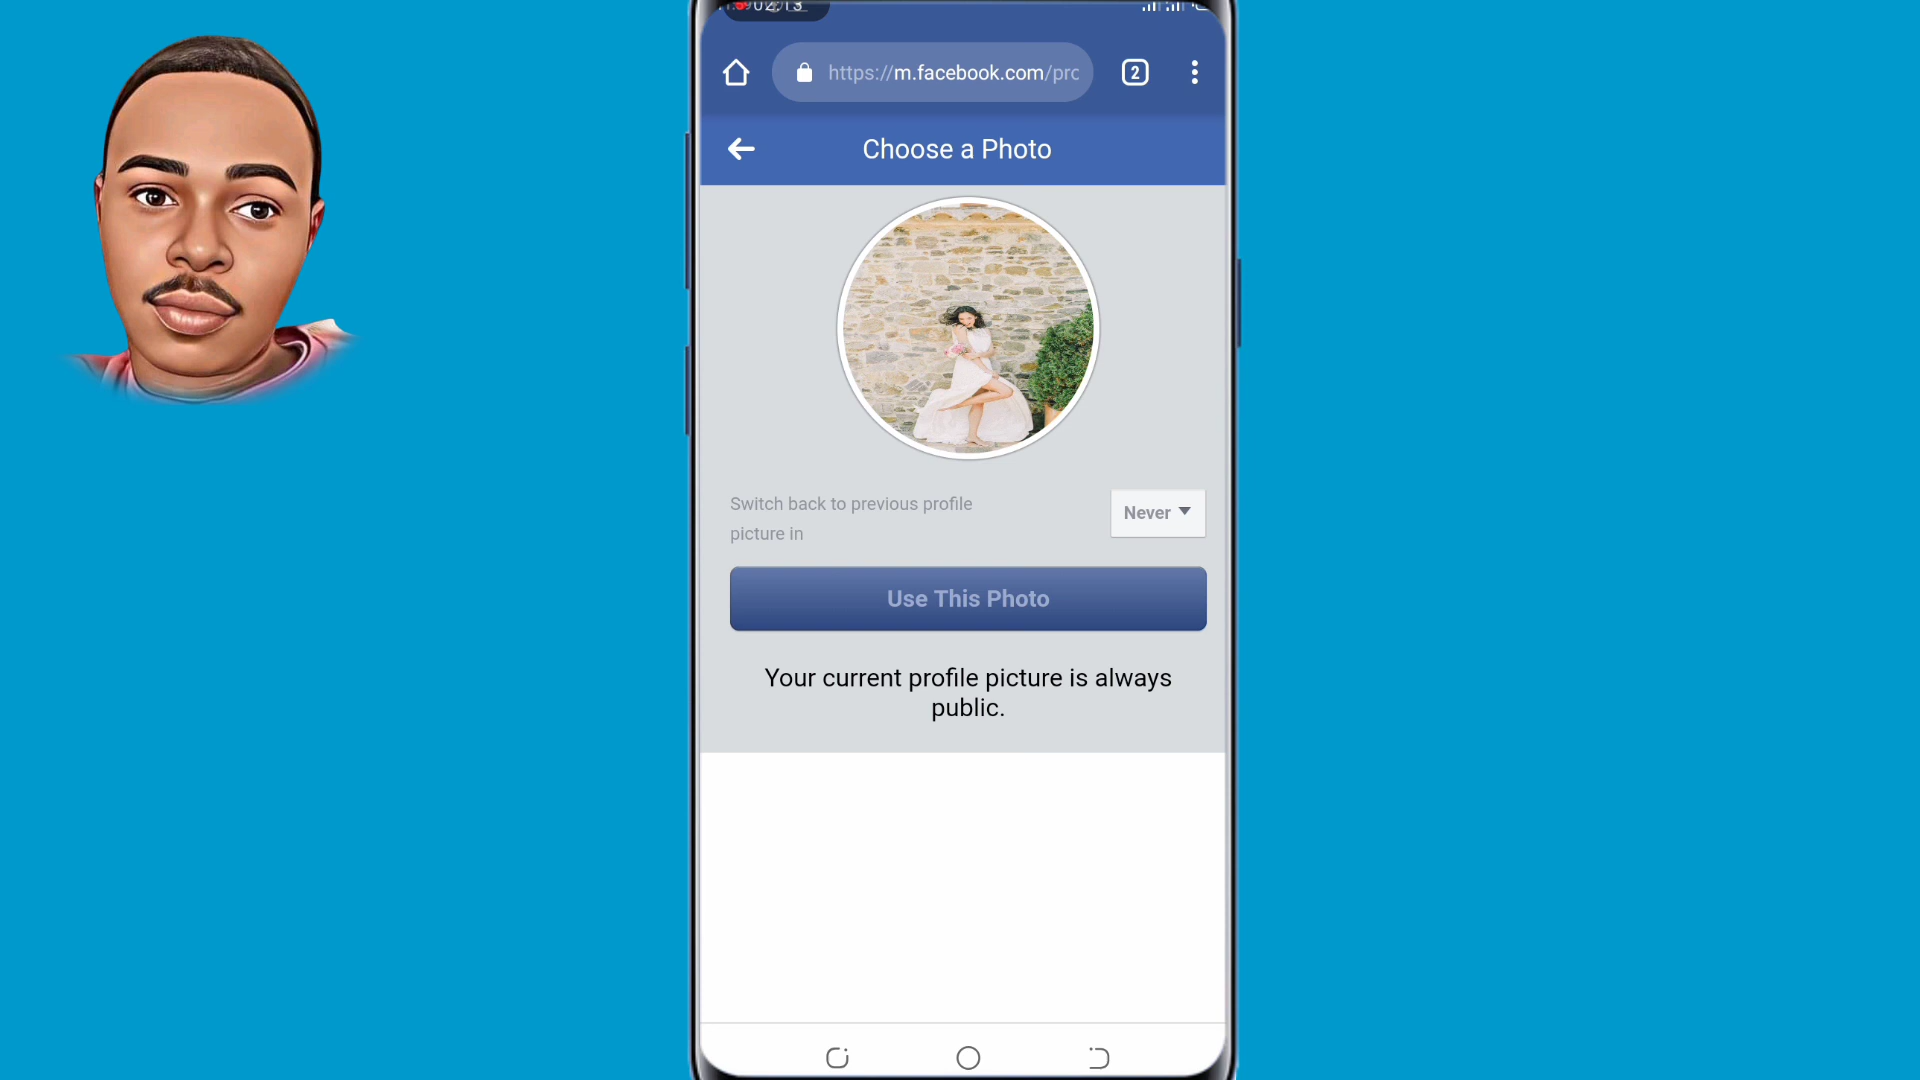 https://m.facebook.com/prc
2
Choose a Photo
Switch back to previous profile
picture in
Never
Use This Photo
Your current profile picture is always
public.